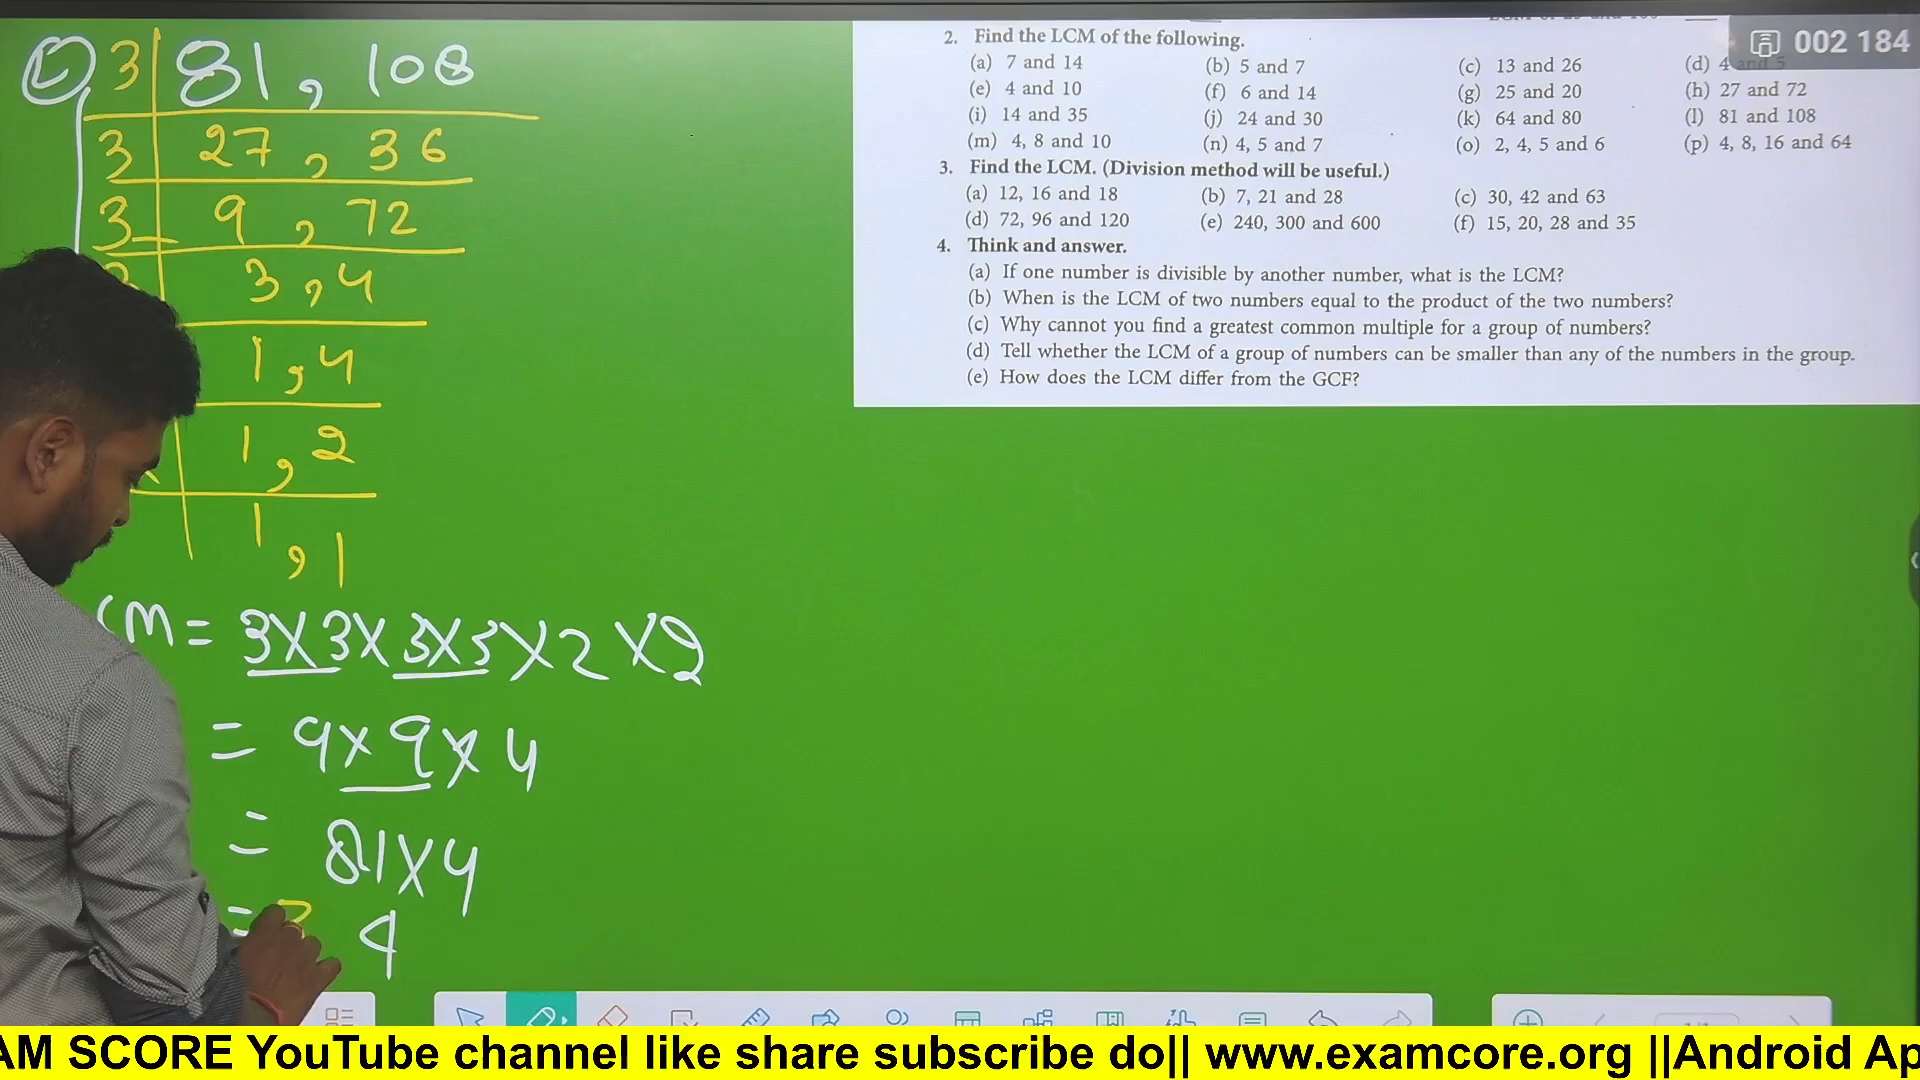 (l) 3 81, 108
3 27, 36
3 9, 72
3, 4
1, 4
1, 2
1, 1
CM = 3×3×3×3×2×2
= 9×9×4
= 81×4
= 4
2. Find the LCM of the following.
(a) 7 and 14 (b) 5 and 7 (c) 13 and 26 (d) 4 and 5
(e) 4 and 10 (f) 6 and 14 (g) 25 and 20 (h) 27 and 72
(i) 14 and 35 (j) 24 and 30 (k) 64 and 80 (l) 81 and 108
(m) 4, 8 and 10 (n) 4, 5 and 7 (o) 2, 4, 5 and 6 (p) 4, 8, 16 and 64
3. Find the LCM. (Division method will be useful.)
(a) 12, 16 and 18 (b) 7, 21 and 28 (c) 30, 42 and 63
(d) 72, 96 and 120 (e) 240, 300 and 600 (f) 15, 20, 28 and 35
4. Think and answer.
(a) If one number is divisible by another number, what is the LCM?
(b) When is the LCM of two numbers equal to the product of the two numbers?
(c) Why cannot you find a greatest common multiple for a group of numbers?
(d) Tell whether the LCM of a group of numbers can be smaller than any of the numbers in the group.
(e) How does the LCM differ from the GCF?
002 184
AM SCORE YouTube channel like share subscribe do|| www.examcore.org ||Android Ap